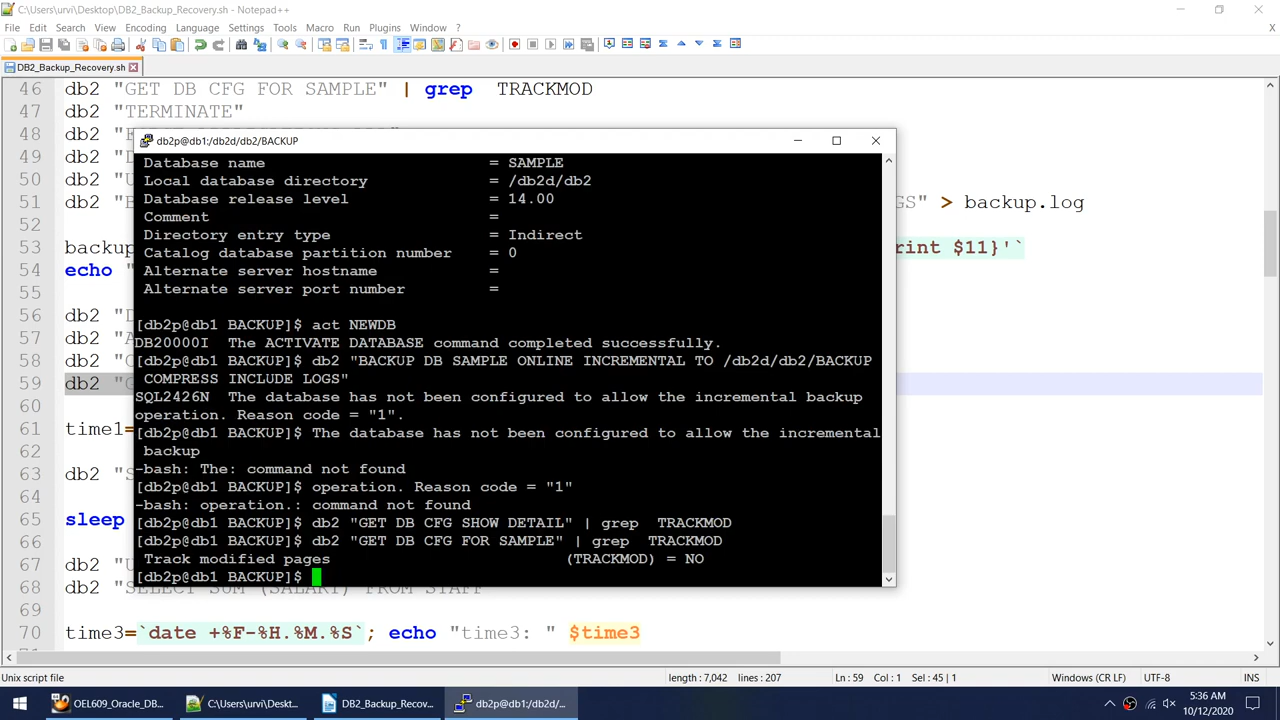 C:\Users\urvi\Desktop\DB2_Backup_Recovery.sh - Notepad++
File Edit Search View Encoding Language Settings Tools Macro Run Plugins Window ?
X
DB2_Backup_Recovery.sh
46 db2 "GET DB CFG FOR SAMPLE" | grep TRACKMOD
47 db2 "TERMINATE"
48 db2
db2p@db1:/db2d/db2/BACKUP
Database name = SAMPLE
Local database directory = /db2d/db2
Database release level = 14.00
Comment =
Directory entry type = Indirect
Catalog database partition number = 0
Alternate server hostname =
Alternate server port number =
[db2p@db1 BACKUP]$ act NEWDB
DB20000I The ACTIVATE DATABASE command completed successfully.
[db2p@db1 BACKUP]$ db2 "BACKUP DB SAMPLE ONLINE INCREMENTAL TO /db2d/db2/BACKUP
COMPRESS INCLUDE LOGS"
SQL2426N The database has not been configured to allow the incremental backup
operation. Reason code = "1".
[db2p@db1 BACKUP]$ The database has not been configured to allow the incremental
backup
-bash: The: command not found
[db2p@db1 BACKUP]$ operation. Reason code = "1"
-bash: operation.: command not found
[db2p@db1 BACKUP]$ db2 "GET DB CFG SHOW DETAIL" | grep TRACKMOD
[db2p@db1 BACKUP]$ db2 "GET DB CFG FOR SAMPLE" | grep TRACKMOD
Track modified pages (TRACKMOD) = NO
[db2p@db1 BACKUP]$
49 db2 "D
50 db2 "U
51 db2 "B GS" > backup.log
52
53 backup rint $11}'`
54 echo "
55
56 db2 "D
57 db2 "A
58 db2 "C
59 db2 "G
60
61 time1=
62
63 db2 "S
64
65 sleep
66
67 db2 "U
68 db2 "SELECT SUM (SALARY) FROM STAFF
69
70 time3=`date +%F-%H.%M.%S`; echo "time3: " $time3
71
Unix script file length : 7,042 lines : 207 Ln : 59 Col : 1 Sel : 45 | 1 Windows (CR LF) UTF-8 INS
OEL609_Oracle_DB... C:\Users\urvi\Deskt... DB2_Backup_Recove... db2p@db1:/db2d/... 5:36 AM
10/12/2020